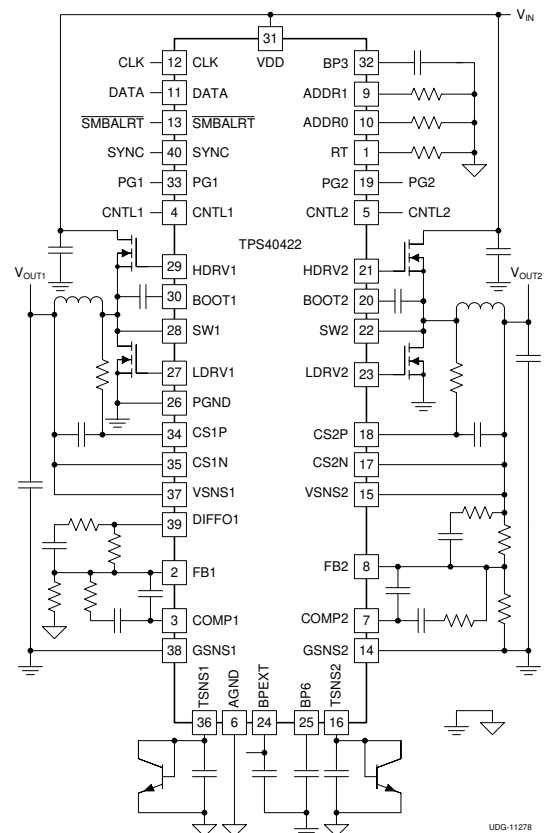 V_IN
31
VDD
CLK 12 CLK
BP3 32
DATA 11 DATA
ADDR1 9
SMBALRT 13 SMBALRT
ADDR0 10
SYNC 40 SYNC
RT 1
PG1 33 PG1
PG2 19 PG2
CNTL1 4 CNTL1
CNTL2 5 CNTL2
TPS40422
V_OUT1
V_OUT2
29 HDRV1
HDRV2 21
30 BOOT1
BOOT2 20
28 SW1
SW2 22
27 LDRV1
LDRV2 23
26 PGND
34 CS1P
CS2P 18
35 CS1N
CS2N 17
37 VSNS1
VSNS2 15
39 DIFFO1
2 FB1
FB2 8
3 COMP1
COMP2 7
38 GSNS1
GSNS2 14
TSNS1 AGND BPEXT BP6 TSNS2
36 6 24 25 16
UDG-11278